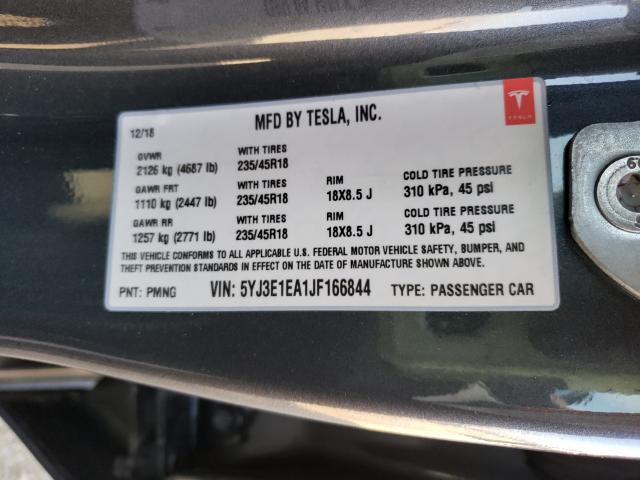 12/18
MFD BY TESLA, INC.
TESLA
GVWR
WITH TIRES
2126 kg (4687 lb)
235/45R18
GAWR FRT
WITH TIRES
RIM
COLD TIRE PRESSURE
1110 kg (2447 lb)
235/45R18
18X8.5 J
310 kPa, 45 psi
GAWR RR
WITH TIRES
RIM
COLD TIRE PRESSURE
1257 kg (2771 lb)
235/45R18
18X8.5 J
310 kPa, 45 psi
THIS VEHICLE CONFORMS TO ALL APPLICABLE U.S. FEDERAL MOTOR VEHICLE SAFETY, BUMPER, AND
THEFT PREVENTION STANDARDS IN EFFECT ON THE DATE OF MANUFACTURE SHOWN ABOVE.
PNT: PMNG
VIN: 5YJ3E1EA1JF166844
TYPE: PASSENGER CAR